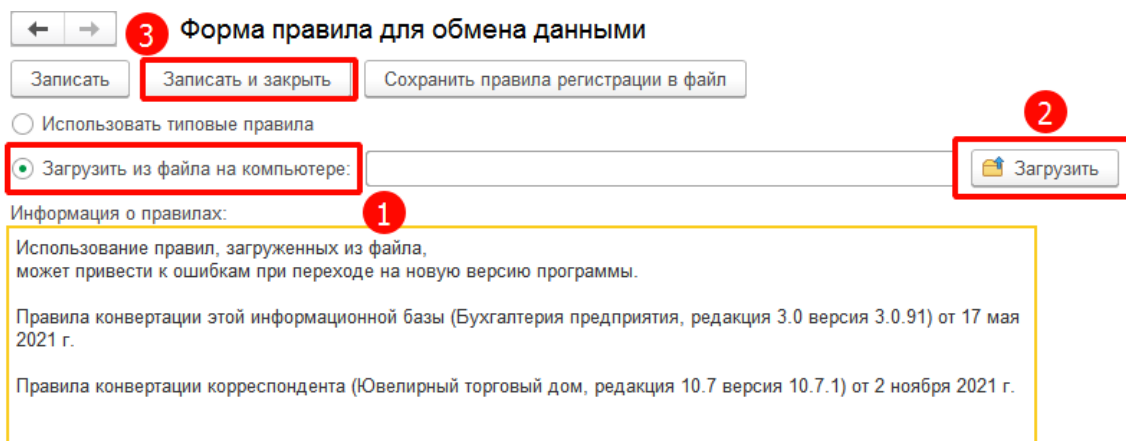 3 Форма правила для обмена данными
Записать Записать и закрыть Сохранить правила регистрации в файл
Использовать типовые правила
2
Загрузить из файла на компьютере: Загрузить
1
Информация о правилах:
Использование правил, загруженных из файла,
может привести к ошибкам при переходе на новую версию программы.
Правила конвертации этой информационной базы (Бухгалтерия предприятия, редакция 3.0 версия 3.0.91) от 17 мая
2021 г.
Правила конвертации корреспондента (Ювелирный торговый дом, редакция 10.7 версия 10.7.1) от 2 ноября 2021 г.